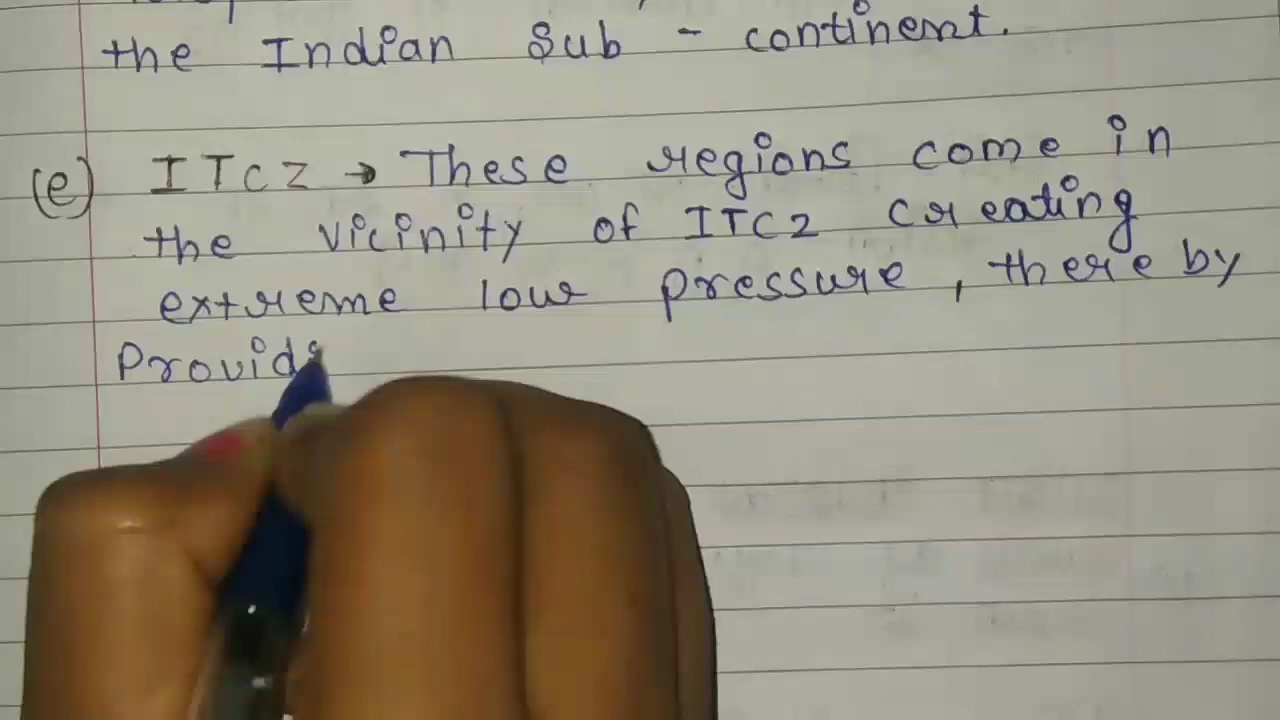 the Indian Sub - continent.
(e) ITCZ → These regions come in
the vicinity of ITCZ creating
extreme low pressure, there by
Provid